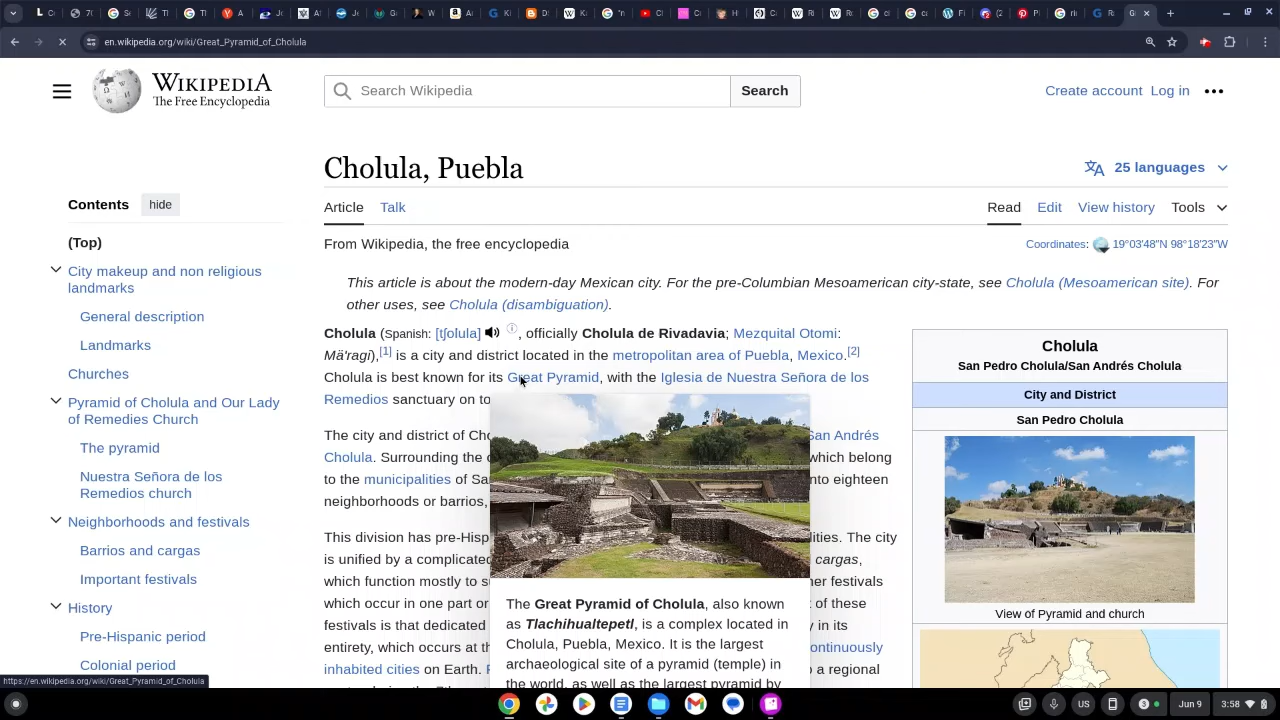 en.wikipedia.org/wiki/Great_Pyramid_of_Cholula
WIKIPEDIA
The Free Encyclopedia
Search Wikipedia
Search
Create account
Log in
Contents
hide
(Top)
City makeup and non religious
landmarks
General description
Landmarks
Churches
Pyramid of Cholula and Our Lady
of Remedies Church
The pyramid
Nuestra Señora de los
Remedios church
Neighborhoods and festivals
Barrios and cargas
Important festivals
History
Pre-Hispanic period
Colonial period
Cholula, Puebla
25 languages
Article
Talk
Read
Edit
View history
Tools
From Wikipedia, the free encyclopedia
Coordinates: 19°03′48″N 98°18′23″W
This article is about the modern-day Mexican city. For the pre-Columbian Mesoamerican city-state, see Cholula (Mesoamerican site). For
other uses, see Cholula (disambiguation).
Cholula (Spanish: [tʃolula] ⓘ, officially Cholula de Rivadavia; Mezquital Otomi:
Mä'ragi),[1] is a city and district located in the metropolitan area of Puebla, Mexico.[2]
Cholula is best known for its Great Pyramid, with the Iglesia de Nuestra Señora de los
Remedios sanctuary on to
The city and district of Ch San Andrés
Cholula. Surrounding the which belong
to the municipalities of Sa nto eighteen
neighborhoods or barrios,
This division has pre-Hisp ities. The city
is unified by a complicated cargas,
which function mostly to s her festivals
which occur in one part or of these
festivals is that dedicated y in its
entirety, which occurs at th ontinuously
inhabited cities on Earth. a regional
The Great Pyramid of Cholula, also known
as Tlachihualtepetl, is a complex located in
Cholula, Puebla, Mexico. It is the largest
archaeological site of a pyramid (temple) in
the world, as well as the largest pyramid by
Cholula
San Pedro Cholula/San Andrés Cholula
City and District
San Pedro Cholula
View of Pyramid and church
https://en.wikipedia.org/wiki/Great_Pyramid_of_Cholula
US
Jun 9
3:58